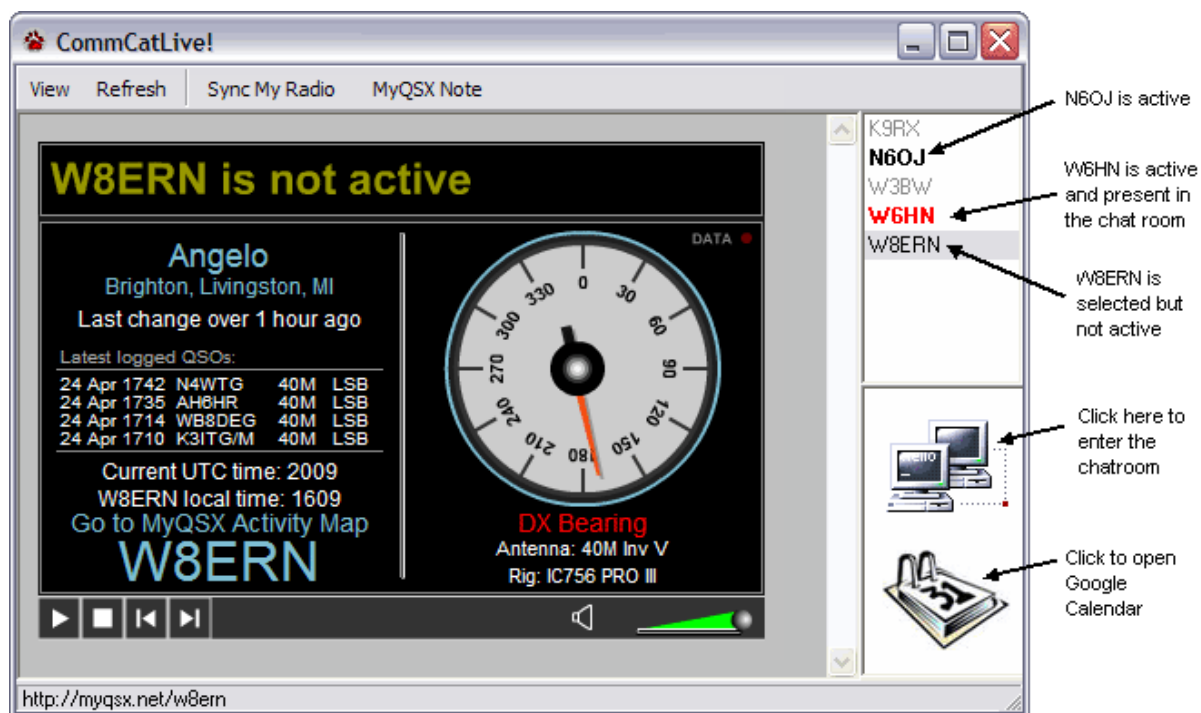 CommCatLive!
View Refresh Sync My Radio MyQSX Note
W8ERN is not active
Angelo
Brighton, Livingston, MI
Last change over 1 hour ago
Latest logged QSOs:
24 Apr 1742 N4WTG 40M LSB
24 Apr 1735 AH6HR 40M LSB
24 Apr 1714 WB8DEG 40M LSB
24 Apr 1710 K3ITG/M 40M LSB
Current UTC time: 2009
W8ERN local time: 1609
Go to MyQSX Activity Map
W8ERN
DATA
0
30
60
90
120
150
180
210
240
270
300
330
DX Bearing
Antenna: 40M Inv V
Rig: IC756 PRO III
K9RX
N6OJ
W3BW
W6HN
W8ERN
Hello
31
http://myqsx.net/w8ern
N6OJ is active
W6HN is active
and present in
the chat room
W8ERN is
selected but
not active
Click here to
enter the
chatroom
Click to open
Google
Calendar